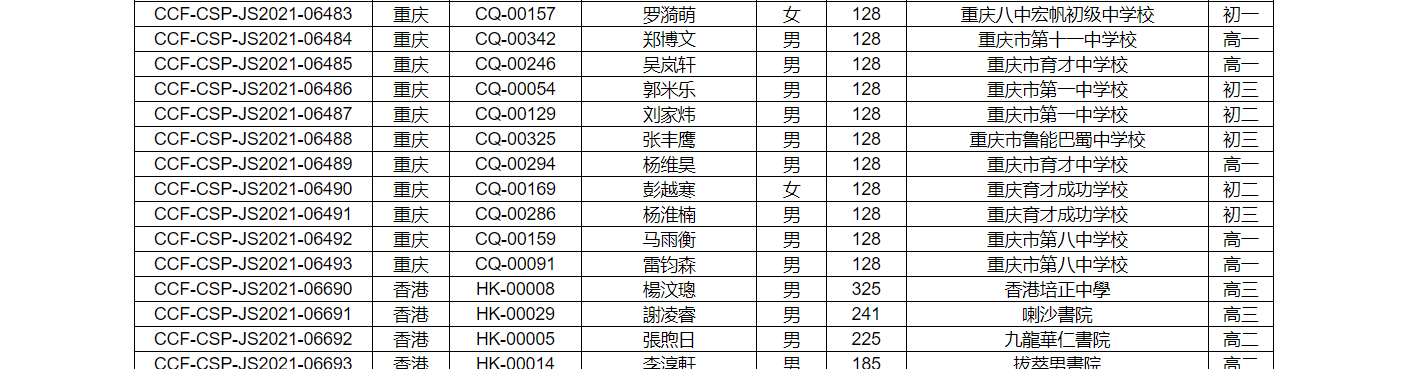 CCF-CSP-JS2021-06483 重庆 CQ-00157 罗漪萌 女 128 重庆八中宏帆初级中学校 初一
CCF-CSP-JS2021-06484 重庆 CQ-00342 郑博文 男 128 重庆市第十一中学校 高一
CCF-CSP-JS2021-06485 重庆 CQ-00246 吴岚轩 男 128 重庆市育才中学校 高一
CCF-CSP-JS2021-06486 重庆 CQ-00054 郭米乐 男 128 重庆市第一中学校 初三
CCF-CSP-JS2021-06487 重庆 CQ-00129 刘家炜 男 128 重庆市第一中学校 初二
CCF-CSP-JS2021-06488 重庆 CQ-00325 张丰鹰 男 128 重庆市鲁能巴蜀中学校 初三
CCF-CSP-JS2021-06489 重庆 CQ-00294 杨维昊 男 128 重庆市育才中学校 高一
CCF-CSP-JS2021-06490 重庆 CQ-00169 彭越寒 女 128 重庆育才成功学校 初二
CCF-CSP-JS2021-06491 重庆 CQ-00286 杨淮楠 男 128 重庆育才成功学校 初三
CCF-CSP-JS2021-06492 重庆 CQ-00159 马雨衡 男 128 重庆市第八中学校 高一
CCF-CSP-JS2021-06493 重庆 CQ-00091 雷钧森 男 128 重庆市第八中学校 高一
CCF-CSP-JS2021-06690 香港 HK-00008 楊汶璁 男 325 香港培正中學 高三
CCF-CSP-JS2021-06691 香港 HK-00029 謝凌睿 男 241 喇沙書院 高三
CCF-CSP-JS2021-06692 香港 HK-00005 張煦日 男 225 九龍華仁書院 高二
CCF-CSP-JS2021-06693 香港 HK-00014 李淳軒 男 185 拔萃男書院 高二